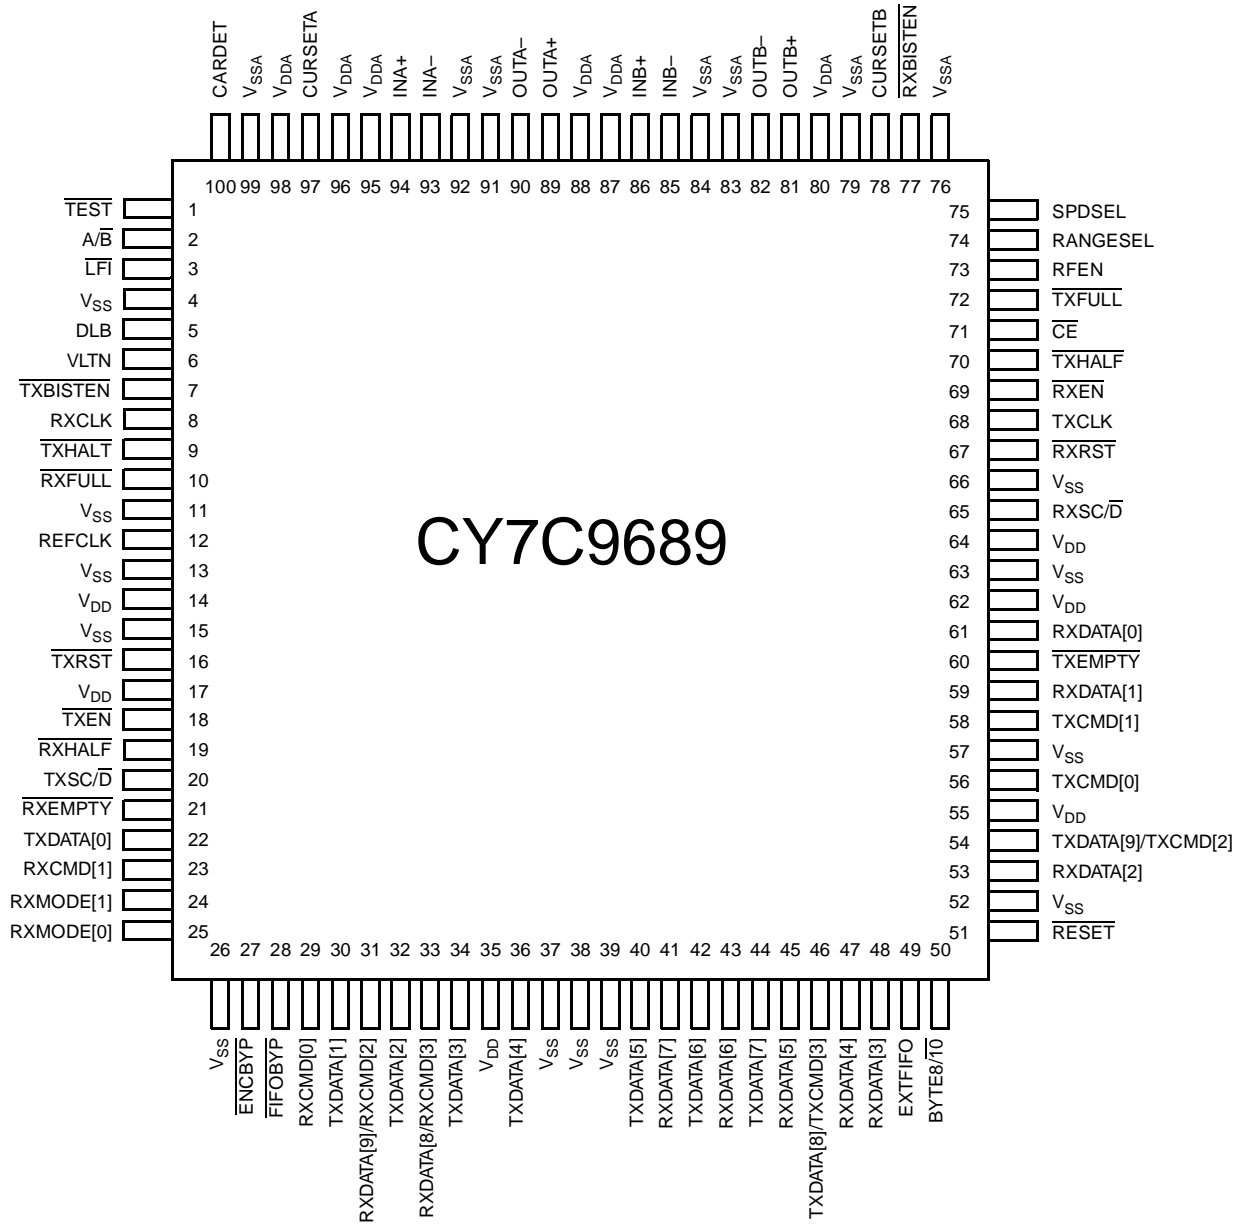 CARDET
VSSA
VDDA
CURSETA
VDDA
VDDA
INA+
INA–
VSSA
VSSA
OUTA–
OUTA+
VDDA
VDDA
INB+
INB–
VSSA
VSSA
OUTB–
OUTB+
VDDA
VSSA
CURSETB
RXBISTEN
VSSA
100 99 98 97 96 95 94 93 92 91 90 89 88 87 86 85 84 83 82 81 80 79 78 77 76
TEST 1
A/B 2
LFI 3
VSS 4
DLB 5
VLTN 6
TXBISTEN 7
RXCLK 8
TXHALT 9
RXFULL 10
VSS 11
REFCLK 12
VSS 13
VDD 14
VSS 15
TXRST 16
VDD 17
TXEN 18
RXHALF 19
TXSC/D 20
RXEMPTY 21
TXDATA[0] 22
RXCMD[1] 23
RXMODE[1] 24
RXMODE[0] 25
CY7C9689
75 SPDSEL
74 RANGESEL
73 RFEN
72 TXFULL
71 CE
70 TXHALF
69 RXEN
68 TXCLK
67 RXRST
66 VSS
65 RXSC/D
64 VDD
63 VSS
62 VDD
61 RXDATA[0]
60 TXEMPTY
59 RXDATA[1]
58 TXCMD[1]
57 VSS
56 TXCMD[0]
55 VDD
54 TXDATA[9]/TXCMD[2]
53 RXDATA[2]
52 VSS
51 RESET
26 27 28 29 30 31 32 33 34 35 36 37 38 39 40 41 42 43 44 45 46 47 48 49 50
VSS
ENCBYP
FIFOBYP
RXCMD[0]
TXDATA[1]
RXDATA[9]/RXCMD[2]
TXDATA[2]
RXDATA[8/RXCMD[3]
TXDATA[3]
VDD
TXDATA[4]
VSS
VSS
VSS
TXDATA[5]
RXDATA[7]
TXDATA[6]
RXDATA[6]
TXDATA[7]
RXDATA[5]
TXDATA[8]/TXCMD[3]
RXDATA[4]
RXDATA[3]
EXTFIFO
BYTE8/10